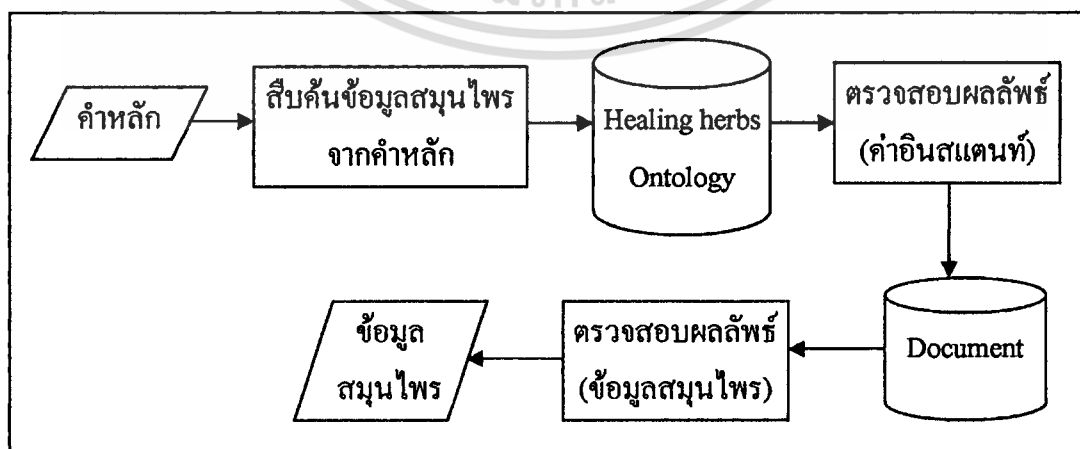 คำหลัก
สืบค้นข้อมูลสมุนไพร
จากคำหลัก
Healing herbs
Ontology
ตรวจสอบผลลัพธ์
(ค่าอินสแตนท์)
Document
ตรวจสอบผลลัพธ์
(ข้อมูลสมุนไพร)
ข้อมูล
สมุนไพร